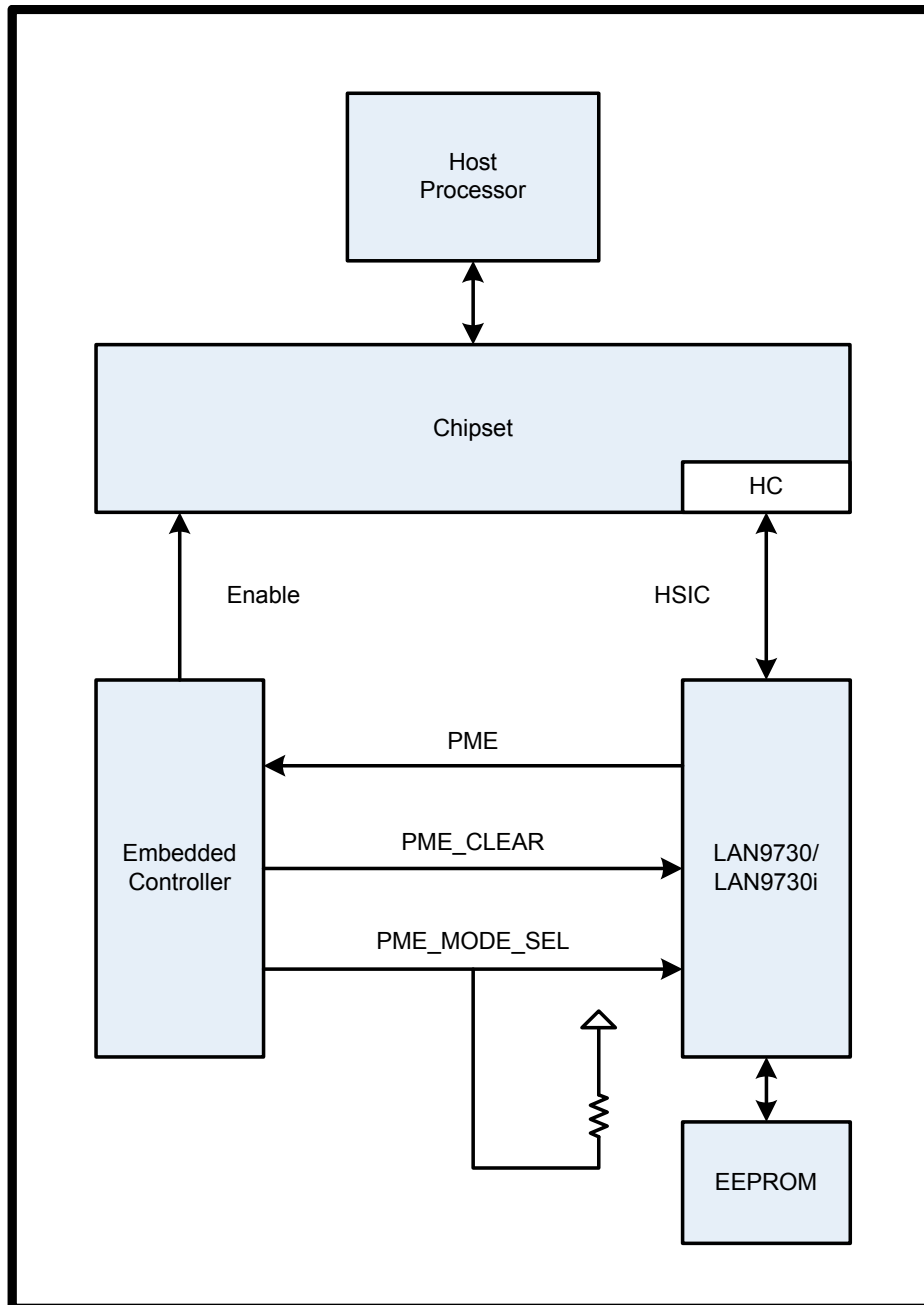 Host
Processor
Chipset
HC
Enable
HSIC
PME
PME_CLEAR
Embedded
Controller
LAN9730/
LAN9730i
PME_MODE_SEL
EEPROM